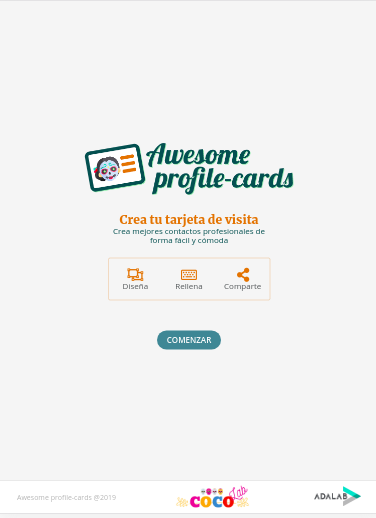 Awesome
profile-cards
Crea tu tarjeta de visita
Crea mejores contactos profesionales de
forma fácil y cómoda
Diseña
Rellena
Comparte
COMENZAR
Awesome profile-cards @2019
COCO Lab
ADALAB